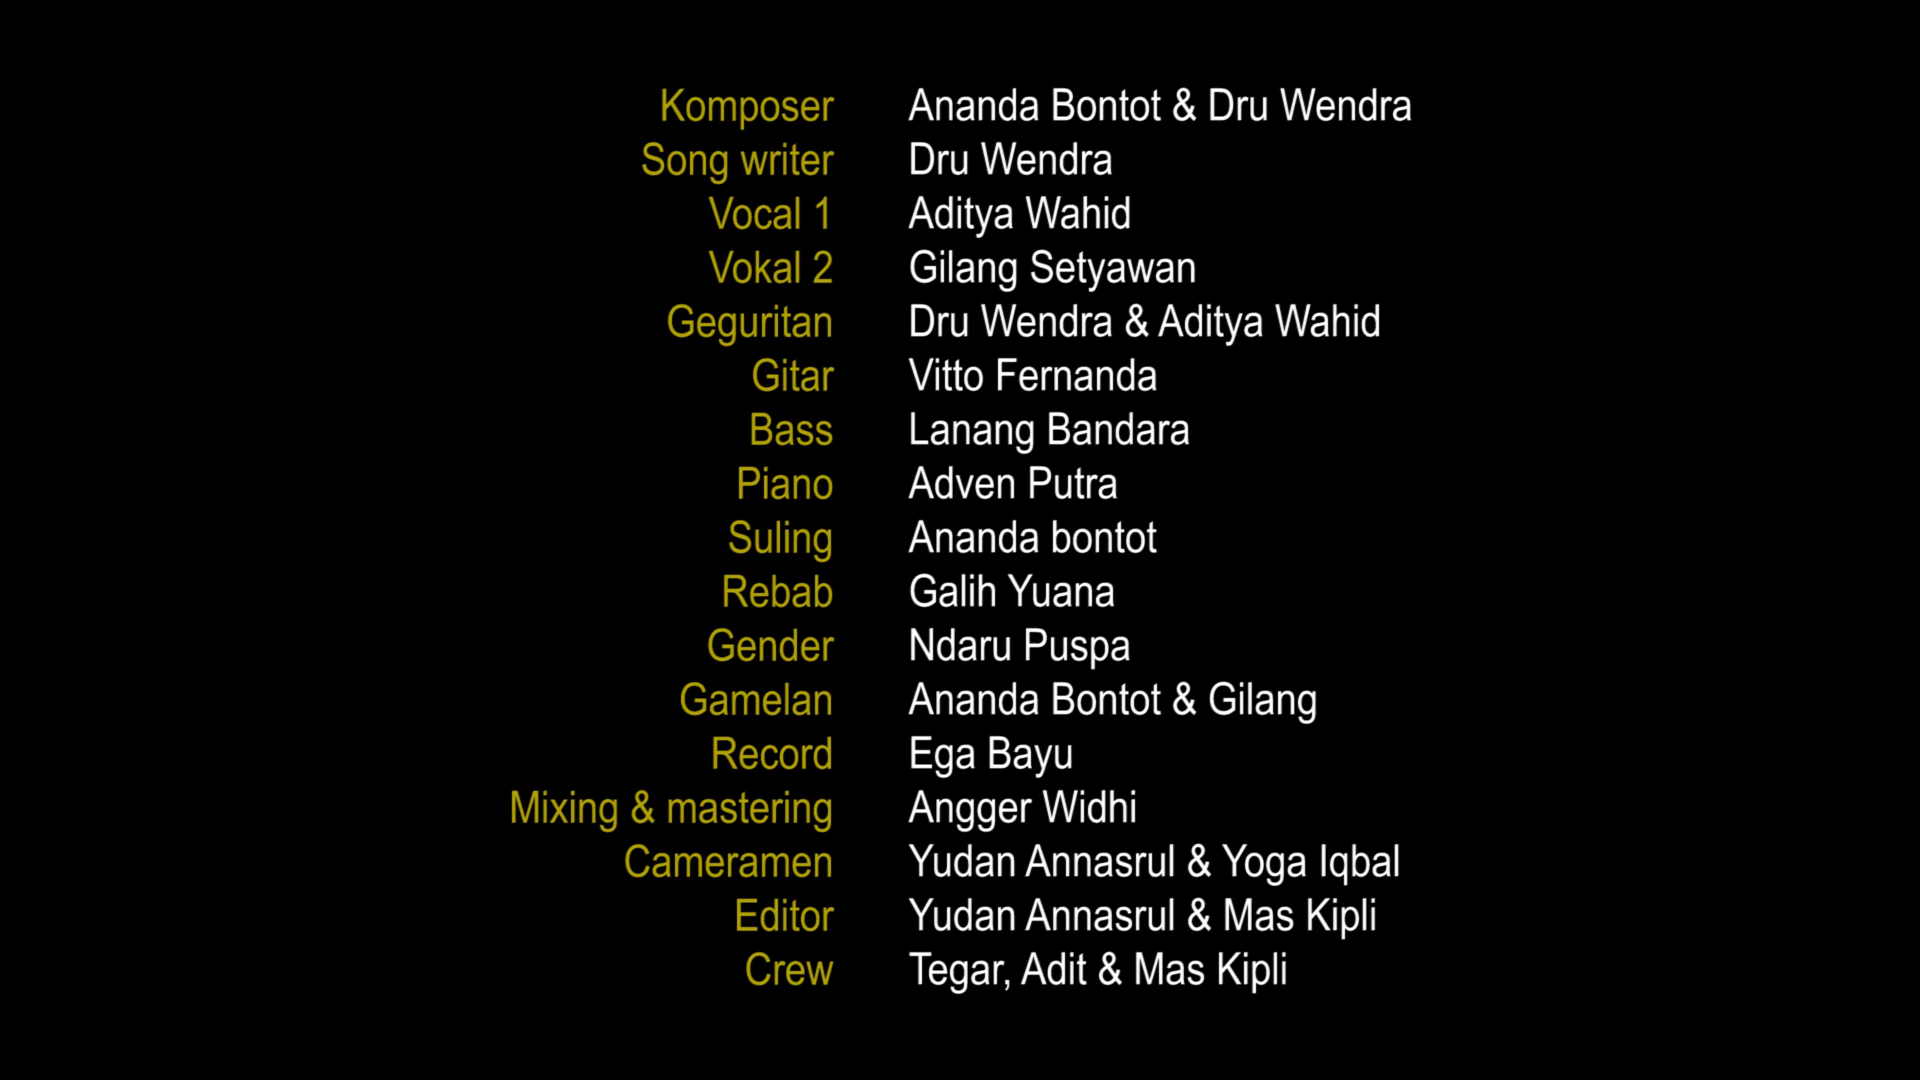 Komposer Ananda Bontot & Dru Wendra
Song writer Dru Wendra
Vocal 1 Aditya Wahid
Vokal 2 Gilang Setyawan
Geguritan Dru Wendra & Aditya Wahid
Gitar Vitto Fernanda
Bass Lanang Bandara
Piano Adven Putra
Suling Ananda bontot
Rebab Galih Yuana
Gender Ndaru Puspa
Gamelan Ananda Bontot & Gilang
Record Ega Bayu
Mixing & mastering Angger Widhi
Cameramen Yudan Annasrul & Yoga Iqbal
Editor Yudan Annasrul & Mas Kipli
Crew Tegar, Adit & Mas Kipli